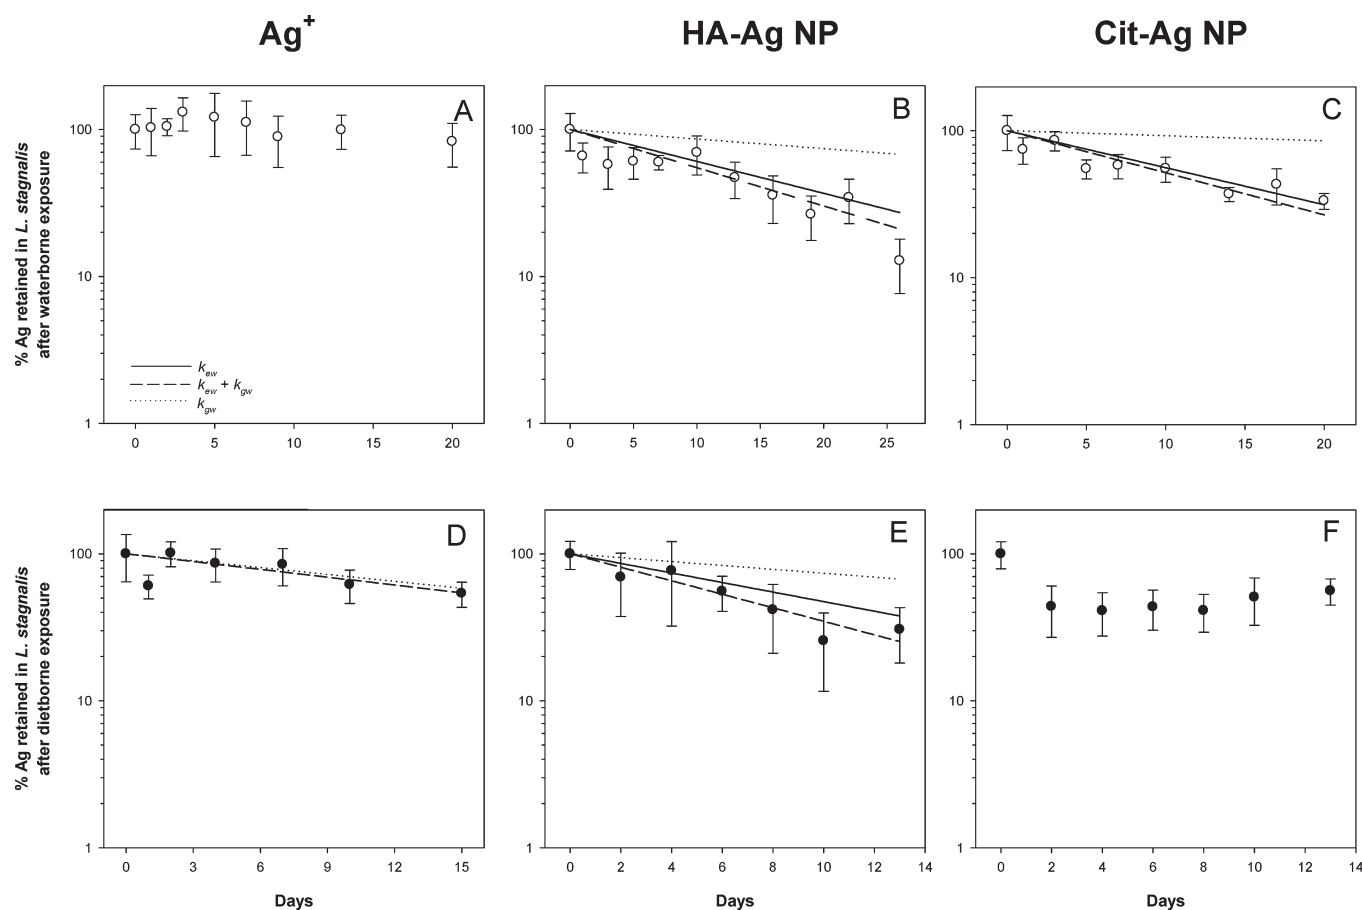 Ag+
HA-Ag NP
Cit-Ag NP
% Ag retained in L. stagnalis
after waterborne exposure
A
100
10
1
kew
kew + kgw
kgw
0 5 10 15 20
B
100
10
1
0 5 10 15 20 25
C
100
10
1
0 5 10 15 20
% Ag retained in L. stagnalis
after dietborne exposure
D
100
10
1
0 3 6 9 12 15
Days
E
100
10
1
0 2 4 6 8 10 12 14
Days
F
100
10
1
0 2 4 6 8 10 12 14
Days